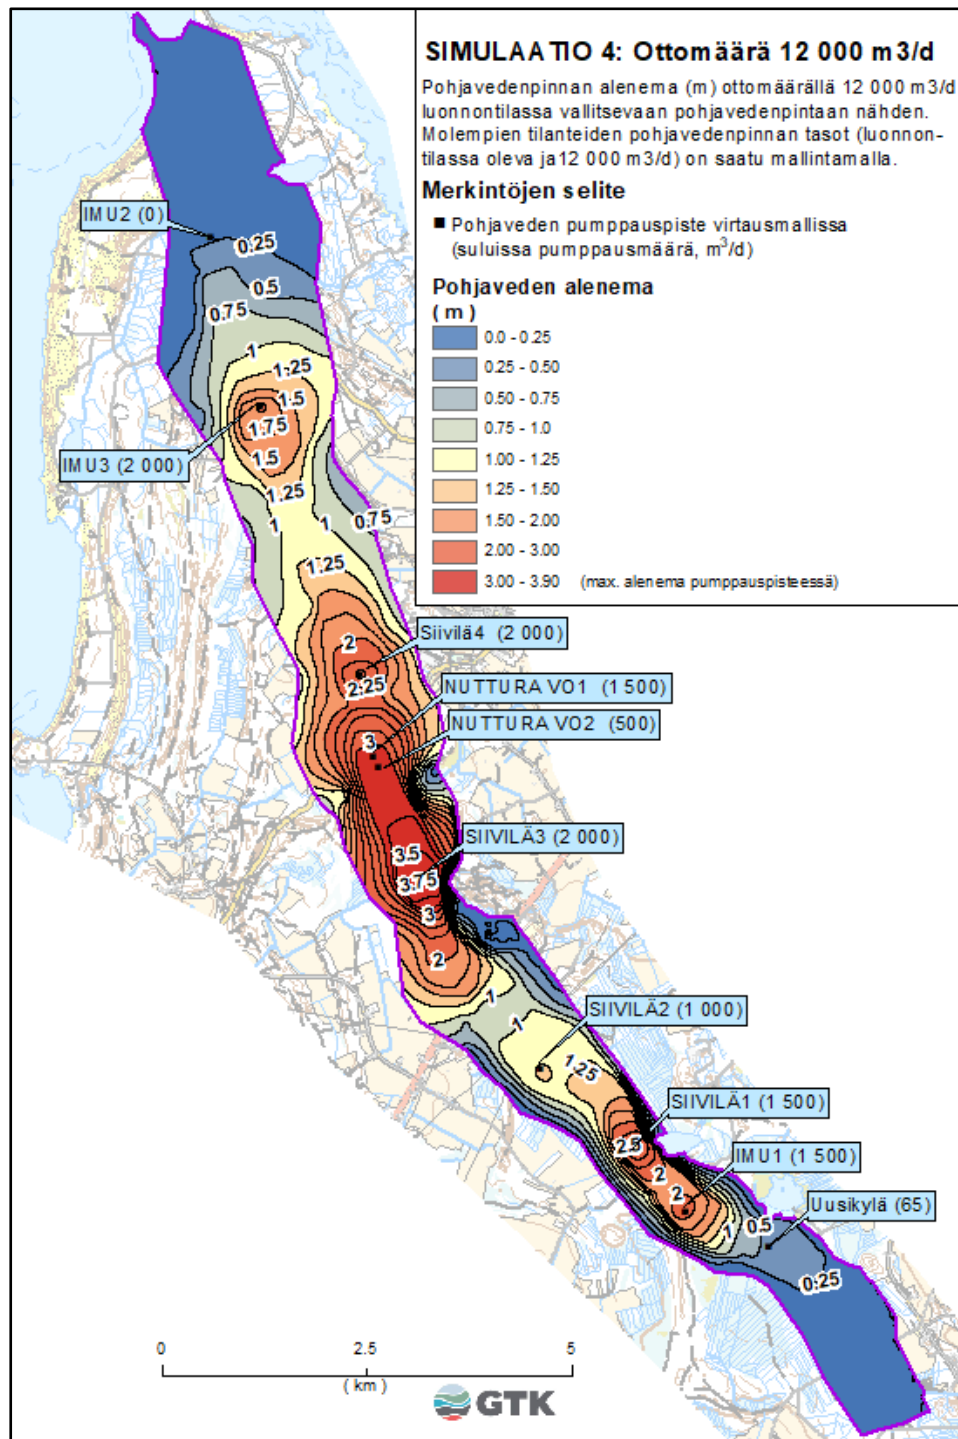 SIMULAATIO 4: Ottomäärä 12 000 m3/d
Pohjavedenpinnan alenema (m) ottomäärällä 12 000 m3/d
luonnontilassa vallitsevaan pohjavedenpintaan nähden.
Molempien tilanteiden pohjavedenpinnan tasot (luonnon-
tilassa oleva ja 12 000 m3/d) on saatu mallintamalla.
Merkintöjen selite
Pohjaveden pumppauspiste virtausmallissa
(suluissa pumppausmäärä, m³/d)
Pohjaveden alenema
(m)
0.0 - 0.25
0.25 - 0.50
0.50 - 0.75
0.75 - 1.0
1.00 - 1.25
1.25 - 1.50
1.50 - 2.00
2.00 - 3.00
3.00 - 3.90 (max. alenema pumppauspisteessä)
IMU2 (0)
0.25
0.5
0.75
1
1.25
1.5
1.75
1.5
IMU3 (2 000)
1.25
1
1
0.75
1.25
2
Siivilä4 (2 000)
2.25
NUTTURA VO1 (1 500)
NUTTURA VO2 (500)
3
SIIVILÄ3 (2 000)
3.5
3.75
3
2
1
SIIVILÄ2 (1 000)
1
1.25
SIIVILÄ1 (1 500)
2.5
IMU1 (1 500)
2
2
Uusikylä (65)
1
0.5
0.25
0
2.5
5
(km)
GTK